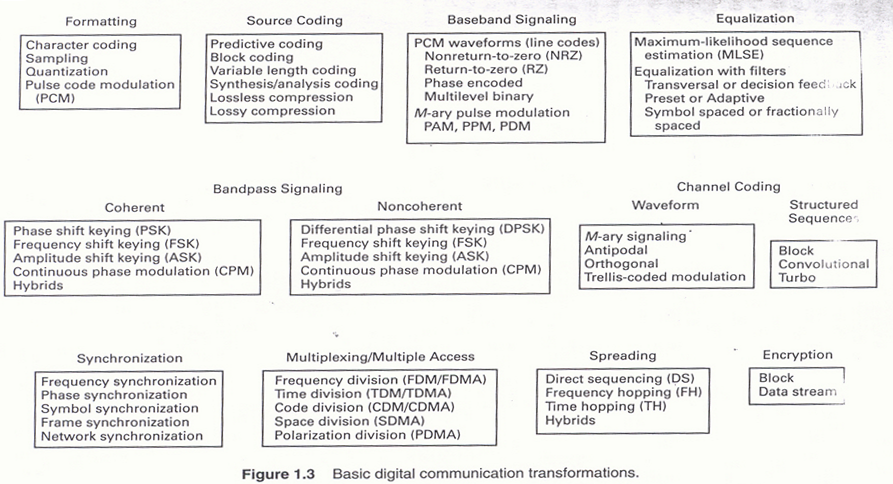 Formatting
Character coding
Sampling
Quantization
Pulse code modulation
(PCM)
Source Coding
Predictive coding
Block coding
Variable length coding
Synthesis/analysis coding
Lossless compression
Lossy compression
Baseband Signaling
PCM waveforms (line codes)
Nonreturn-to-zero (NRZ)
Return-to-zero (RZ)
Phase encoded
Multilevel binary
M-ary pulse modulation
PAM, PPM, PDM
Equalization
Maximum-likelihood sequence
estimation (MLSE)
Equalization with filters
Transversal or decision feedback
Preset or Adaptive
Symbol spaced or fractionally
spaced
Bandpass Signaling
Coherent
Phase shift keying (PSK)
Frequency shift keying (FSK)
Amplitude shift keying (ASK)
Continuous phase modulation (CPM)
Hybrids
Noncoherent
Differential phase shift keying (DPSK)
Frequency shift keying (FSK)
Amplitude shift keying (ASK)
Continuous phase modulation (CPM)
Hybrids
Channel Coding
Waveform
M-ary signaling
Antipodal
Orthogonal
Trellis-coded modulation
Structured
Sequences
Block
Convolutional
Turbo
Synchronization
Frequency synchronization
Phase synchronization
Symbol synchronization
Frame synchronization
Network synchronization
Multiplexing/Multiple Access
Frequency division (FDM/FDMA)
Time division (TDM/TDMA)
Code division (CDM/CDMA)
Space division (SDMA)
Polarization division (PDMA)
Spreading
Direct sequencing (DS)
Frequency hopping (FH)
Time hopping (TH)
Hybrids
Encryption
Block
Data stream
Figure 1.3 Basic digital communication transformations.